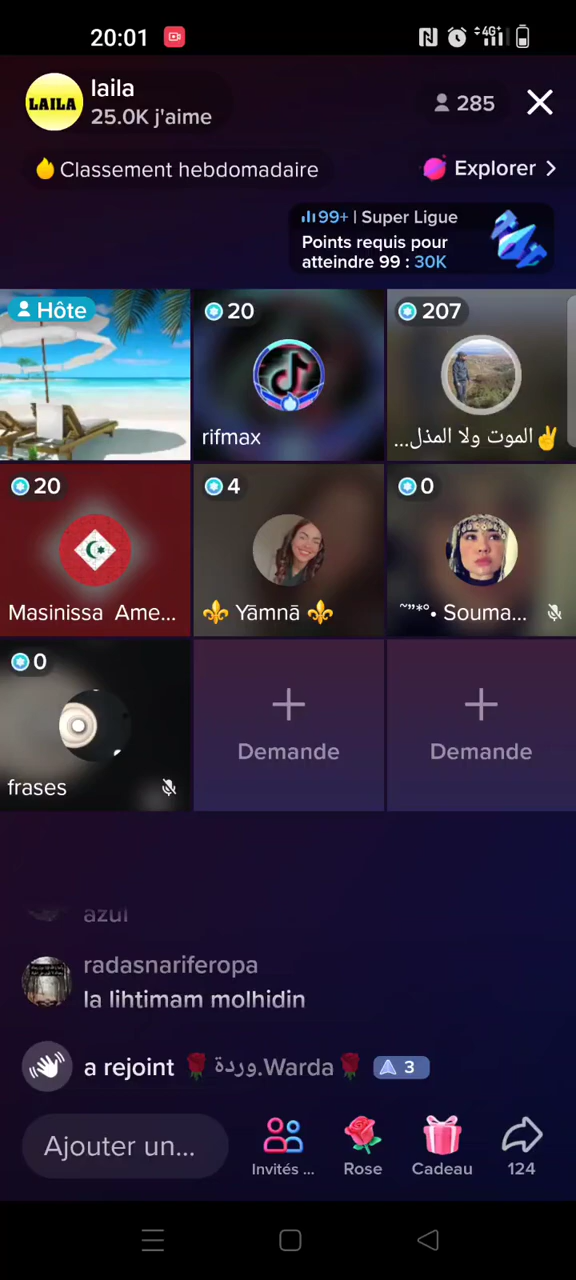 20:01
4G+
LAILA
laila
25.0K j'aime
285
Classement hebdomadaire
Explorer
99+ | Super Ligue
Points requis pour
atteindre 99 : 30K
Hôte
20
rifmax
207
الموت ولا المذل...
20
Masinissa Ame...
4
Yāmnā
0
~”*°• Souma...
0
frases
Demande
Demande
azul
radasnariferopa
la lihtimam molhidin
a rejoint 🌹وردة.Warda🌹 3
Ajouter un...
Invités ...
Rose
Cadeau
124